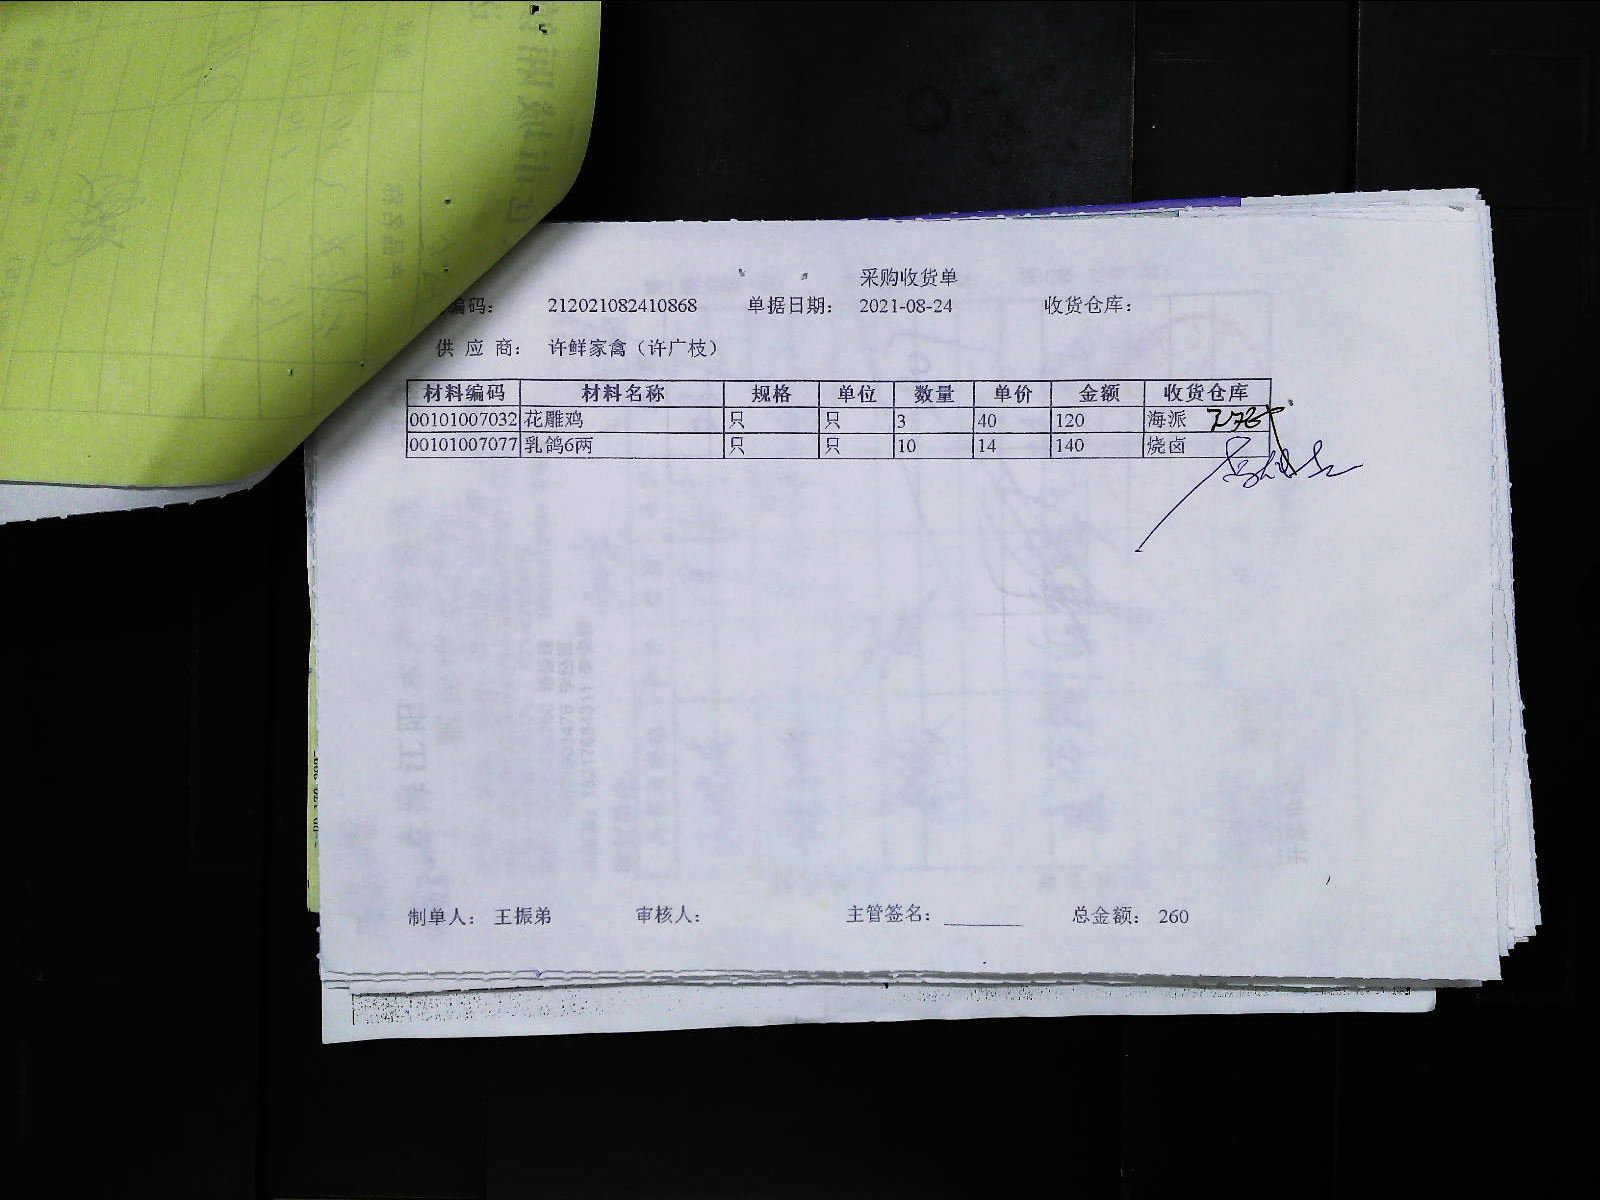 采购收货单
编码： 212021082410868 单据日期： 2021-08-24 收货仓库：
供 应 商： 许鲜家禽（许广枝）
材料编码 材料名称 规格 单位 数量 单价 金额 收货仓库
00101007032 花雕鸡 只 只 3 40 120 海派
00101007077 乳鸽6两 只 只 10 14 140 烧卤
制单人： 王振弟 审核人： 主管签名： 总金额： 260